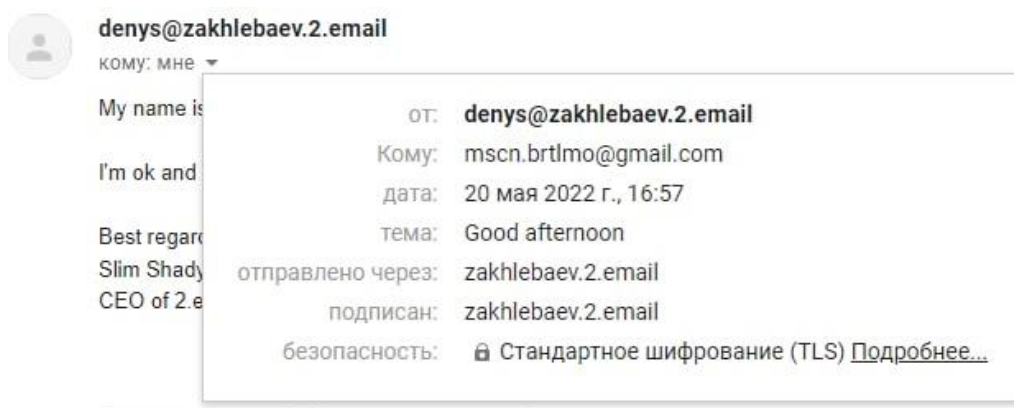 denys@zakhlebaev.2.email
кому: мне
My name is
I'm ok and
Best regard
Slim Shady
CEO of 2.e
от: denys@zakhlebaev.2.email
Кому: mscn.brtlmo@gmail.com
дата: 20 мая 2022 г., 16:57
тема: Good afternoon
отправлено через: zakhlebaev.2.email
подписан: zakhlebaev.2.email
безопасность: Стандартное шифрование (TLS) Подробнее...